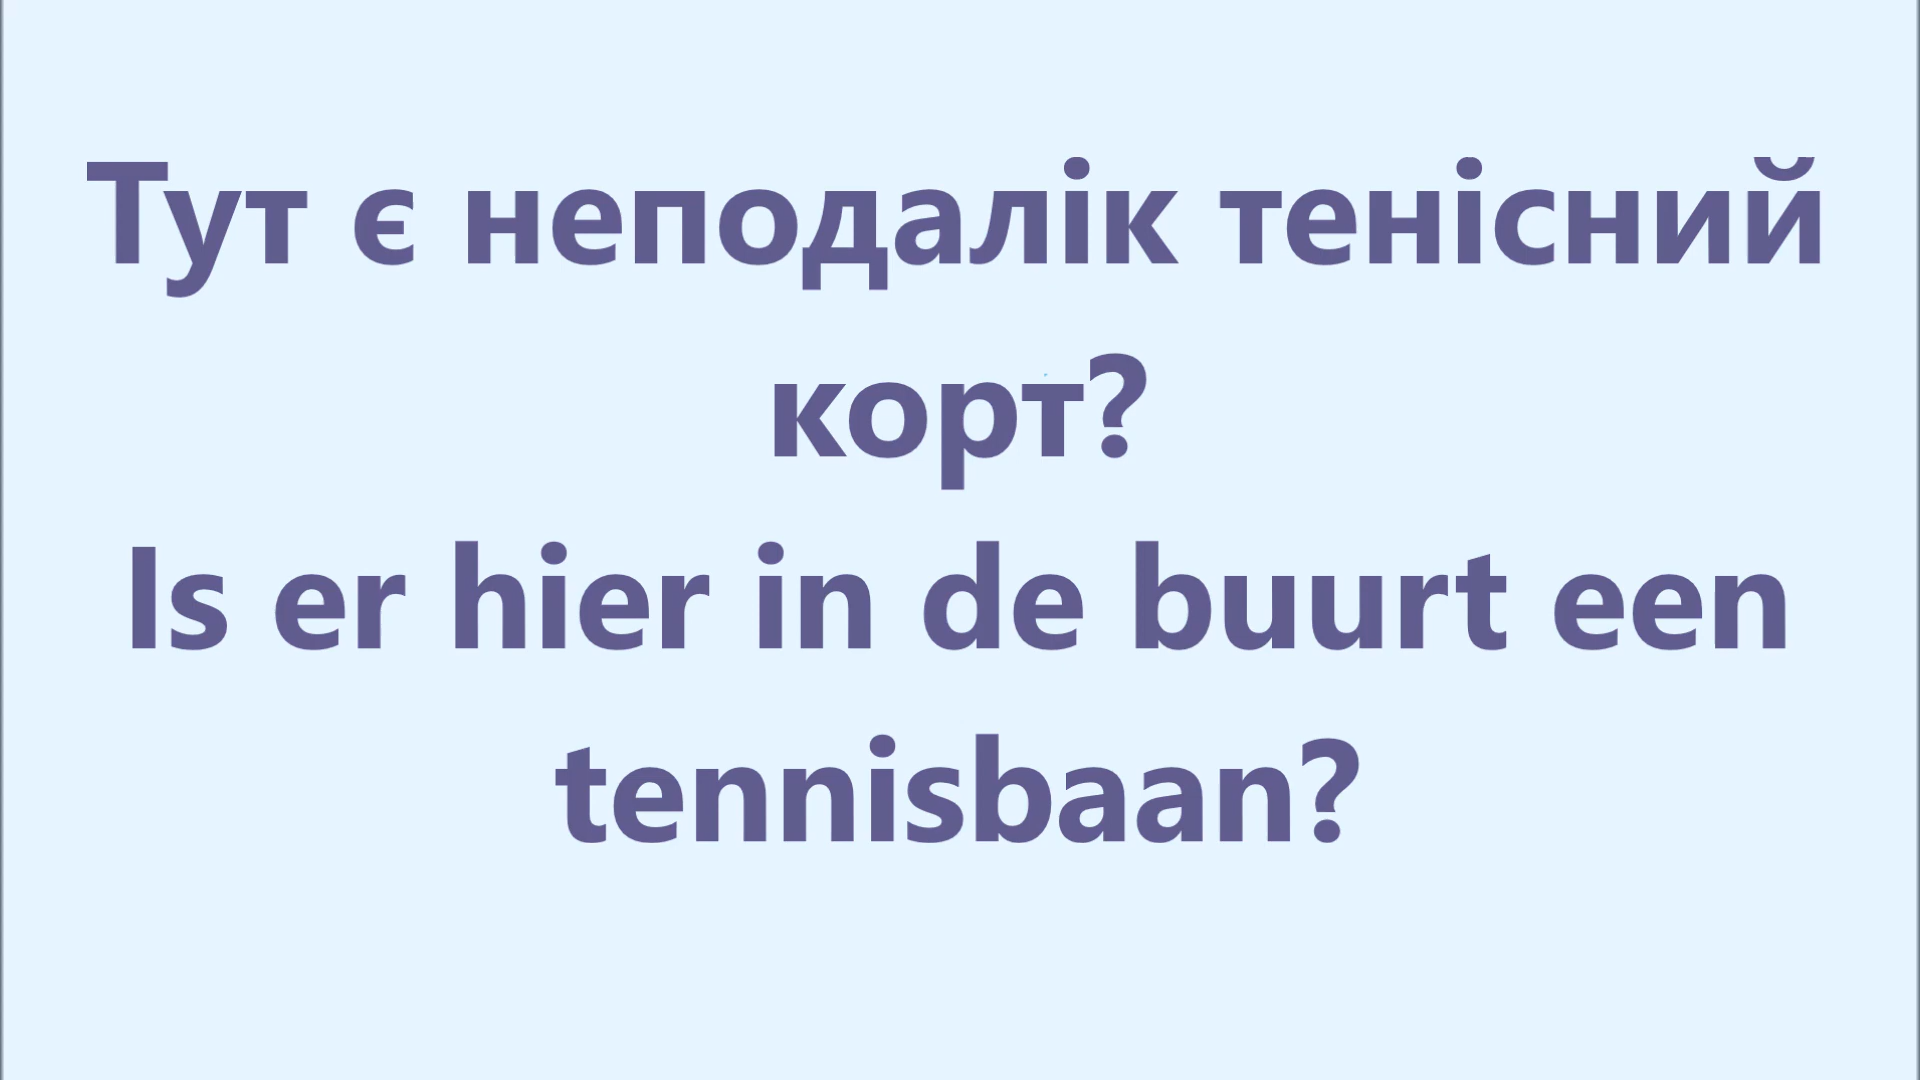 Тут є неподалік тенісний
корт?
Is er hier in de buurt een
tennisbaan?